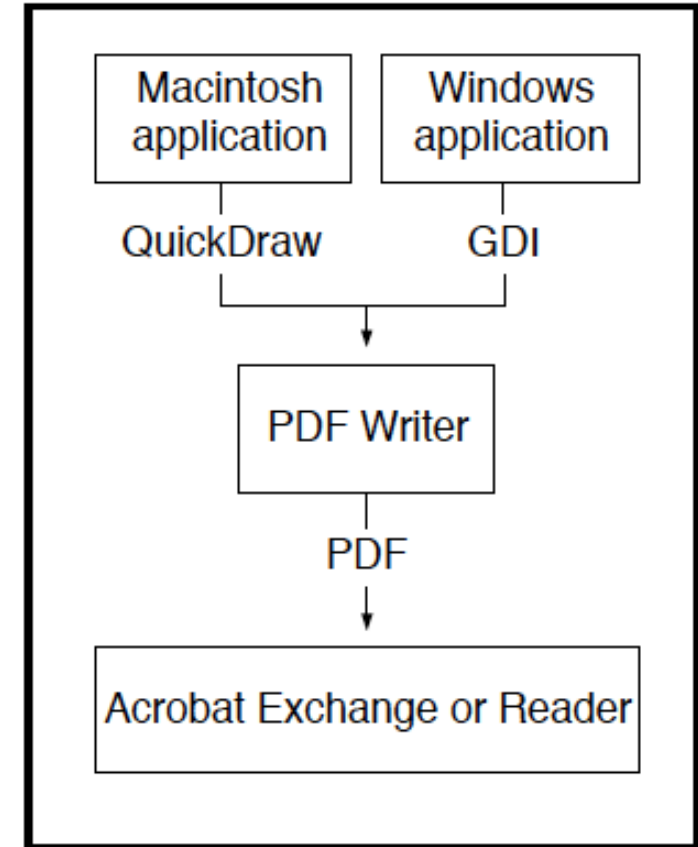 Macintosh
application
Windows
application
QuickDraw
GDI
PDF Writer
PDF
Acrobat Exchange or Reader